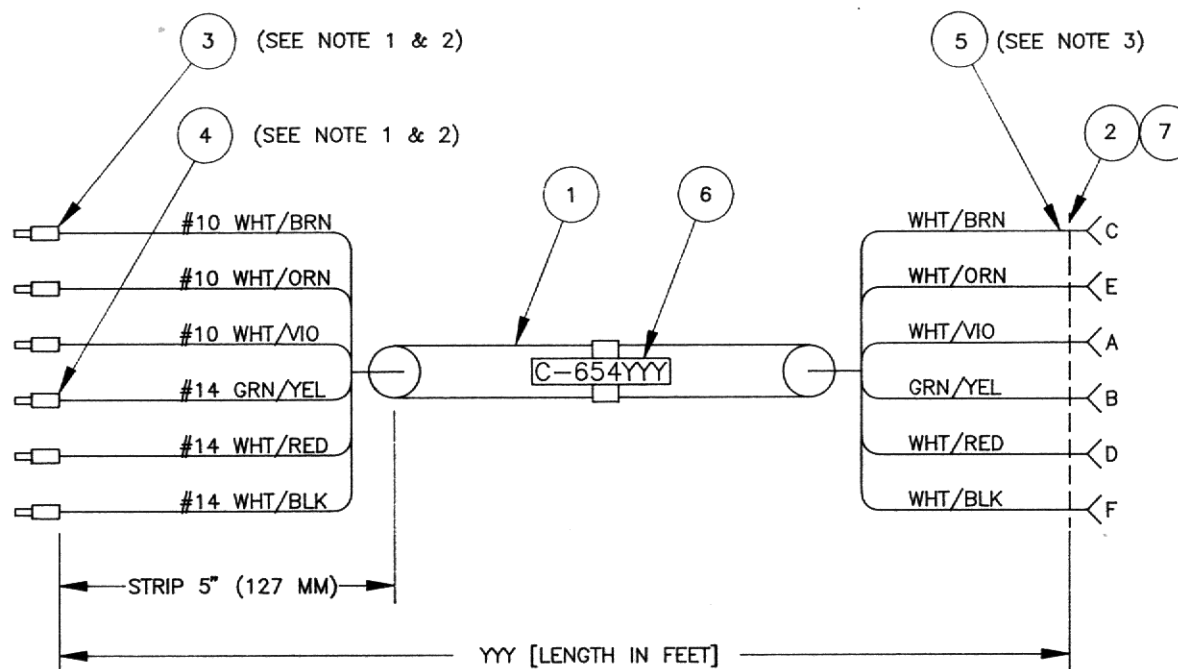 3 (SEE NOTE 1 & 2)
5 (SEE NOTE 3)
4 (SEE NOTE 1 & 2)
2 7
1
6
#10 WHT/BRN
#10 WHT/ORN
#10 WHT/VIO
#14 GRN/YEL
#14 WHT/RED
#14 WHT/BLK
C-654YYY
WHT/BRN C
WHT/ORN E
WHT/VIO A
GRN/YEL B
WHT/RED D
WHT/BLK F
STRIP 5" (127 MM)
YYY [LENGTH IN FEET]